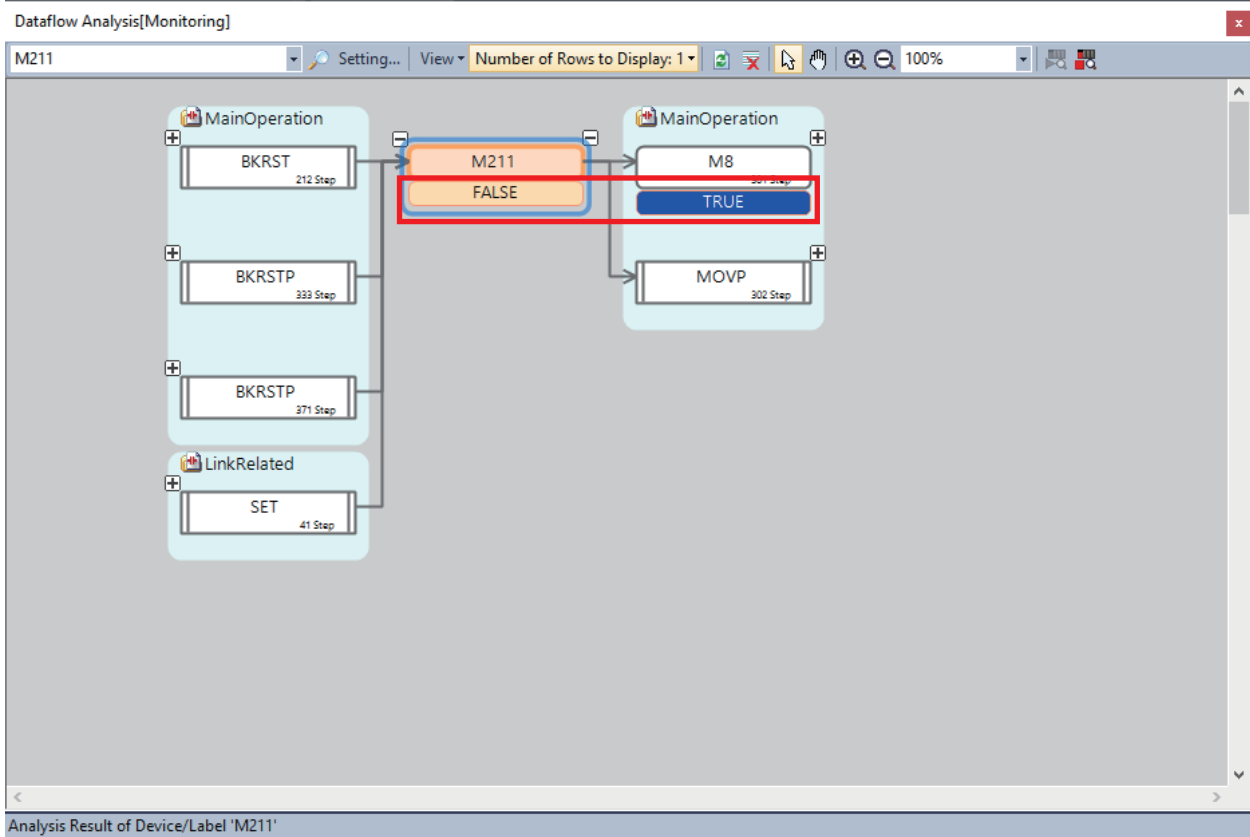 Dataflow Analysis[Monitoring]
x
M211 Setting... View Number of Rows to Display: 1 100%
MainOperation
BKRST
212 Step
BKRSTP
333 Step
BKRSTP
371 Step
LinkRelated
SET
41 Step
M211
FALSE
MainOperation
M8
TRUE
MOVP
302 Step
Analysis Result of Device/Label 'M211'